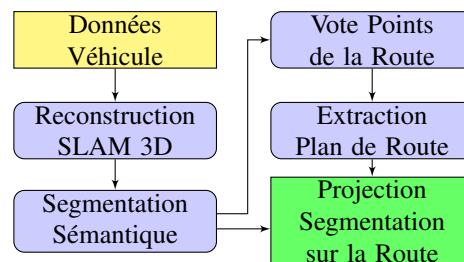 Données
Véhicule
Reconstruction
SLAM 3D
Segmentation
Sémantique
Vote Points
de la Route
Extraction
Plan de Route
Projection
Segmentation
sur la Route